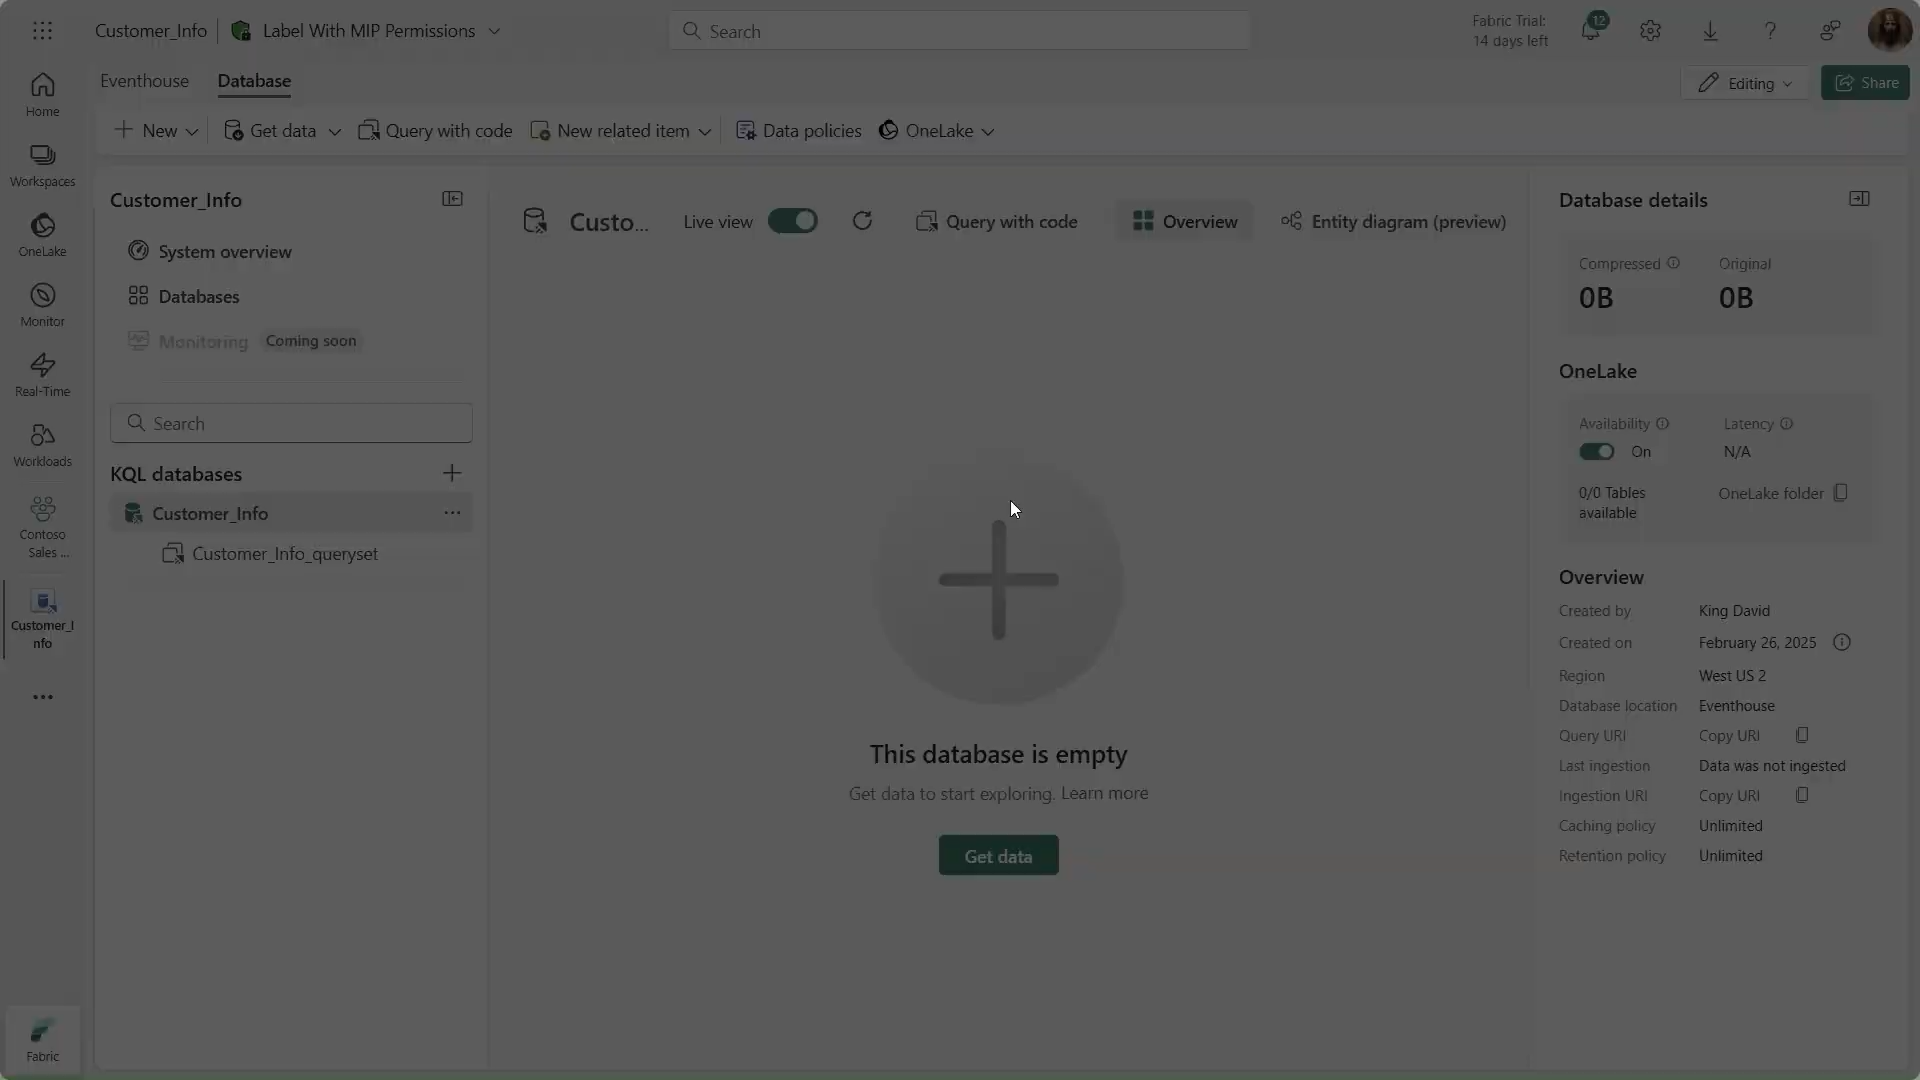 Customer_Info
Label With MIP Permissions
Search
Fabric Trial:
14 days left
12
Eventhouse
Database
Editing
Share
New
Get data
Query with code
New related item
Data policies
OneLake
Home
Workspaces
OneLake
Monitor
Real-Time
Workloads
Contoso
Sales ...
Customer_I
nfo
Fabric
Customer_Info
System overview
Databases
Monitoring
Coming soon
Search
KQL databases
Customer_Info
Customer_Info_queryset
Custo...
Live view
Query with code
Overview
Entity diagram (preview)
This database is empty
Get data to start exploring. Learn more
Get data
Database details
Compressed
Original
0B
0B
OneLake
Availability
Latency
On
N/A
0/0 Tables
available
OneLake folder
Overview
Created by King David
Created on February 26, 2025
Region West US 2
Database location Eventhouse
Query URI Copy URI
Last ingestion Data was not ingested
Ingestion URI Copy URI
Caching policy Unlimited
Retention policy Unlimited